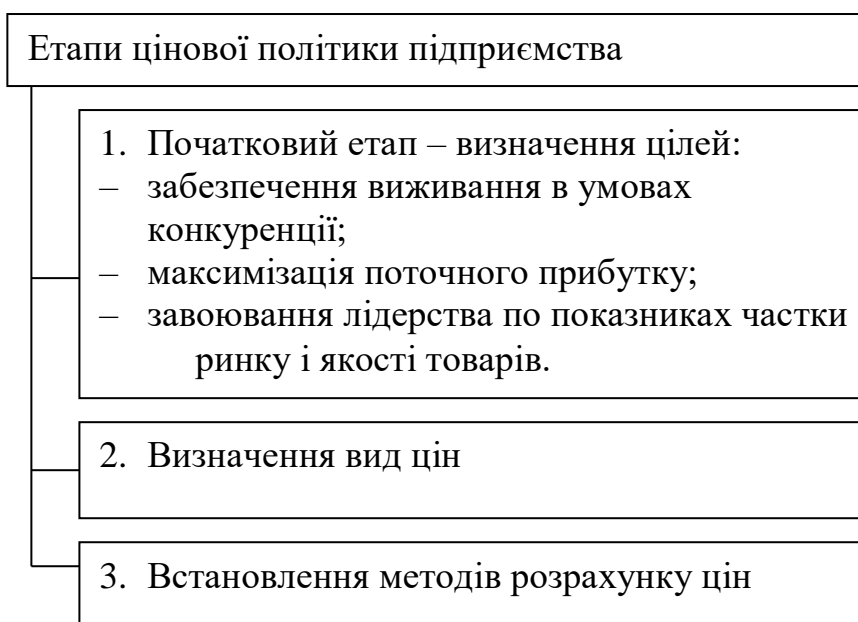 Етапи цінової політики підприємства
1. Початковий етап – визначення цілей:
– забезпечення виживання в умовах
конкуренції;
– максимізація поточного прибутку;
– завоювання лідерства по показниках частки
ринку і якості товарів.
2. Визначення вид цін
3. Встановлення методів розрахунку цін